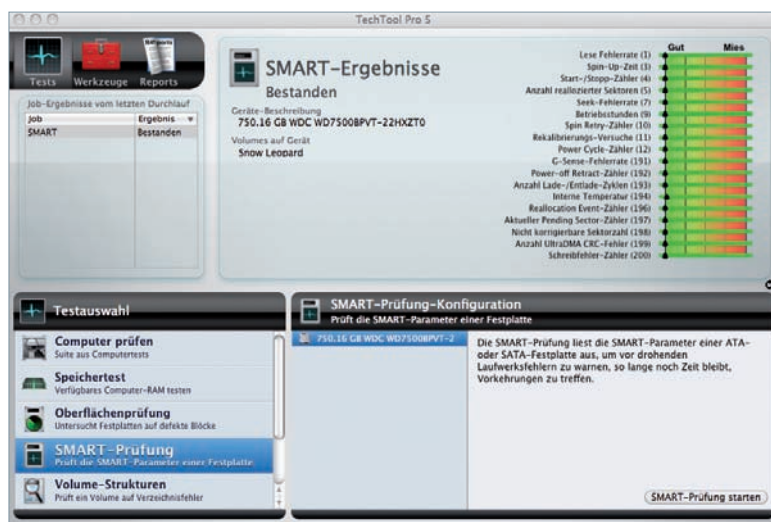 TechTool Pro 5
Tests Werkzeuge Reports
Job-Ergebnisse vom letzten Durchlauf
Job Ergebnis
SMART Bestanden
SMART-Ergebnisse
Bestanden
Geräte-Beschreibung
750.16 GB WDC WD7500BPVT-22HXZT0
Volumes auf Gerät
Snow Leopard
Gut Mies
Lese Fehlerrate (1)
Spin-Up-Zeit (3)
Start-/Stopp-Zähler (4)
Anzahl reallozierter Sektoren (5)
Seek-Fehlerrate (7)
Betriebsstunden (9)
Spin Retry-Zähler (10)
Rekalibrierungs-Versuche (11)
Power Cycle-Zähler (12)
G-Sense-Fehlerrate (191)
Power-off Retract-Zähler (192)
Anzahl Lade-/Entlade-Zyklen (193)
Interne Temperatur (194)
Reallocation Event-Zähler (196)
Aktueller Pending Sector-Zähler (197)
Nicht korrigierbare Sektorzahl (198)
Anzahl UltraDMA CRC-Fehler (199)
Schreibfehler-Zähler (200)
Testauswahl
Computer prüfen
Suite aus Computertests
Speichertest
Verfügbares Computer-RAM testen
Oberflächenprüfung
Untersucht Festplatten auf defekte Blöcke
SMART-Prüfung
Prüft die SMART-Parameter einer Festplatte
Volume-Strukturen
Prüft ein Volume auf Verzeichnisfehler
SMART-Prüfung-Konfiguration
Prüft die SMART-Parameter einer Festplatte
750.16 GB WDC WD7500BPVT-2
Die SMART-Prüfung liest die SMART-Parameter einer ATA-
oder SATA-Festplatte aus, um vor drohenden
Laufwerksfehlern zu warnen, so lange noch Zeit bleibt,
Vorkehrungen zu treffen.
SMART-Prüfung starten